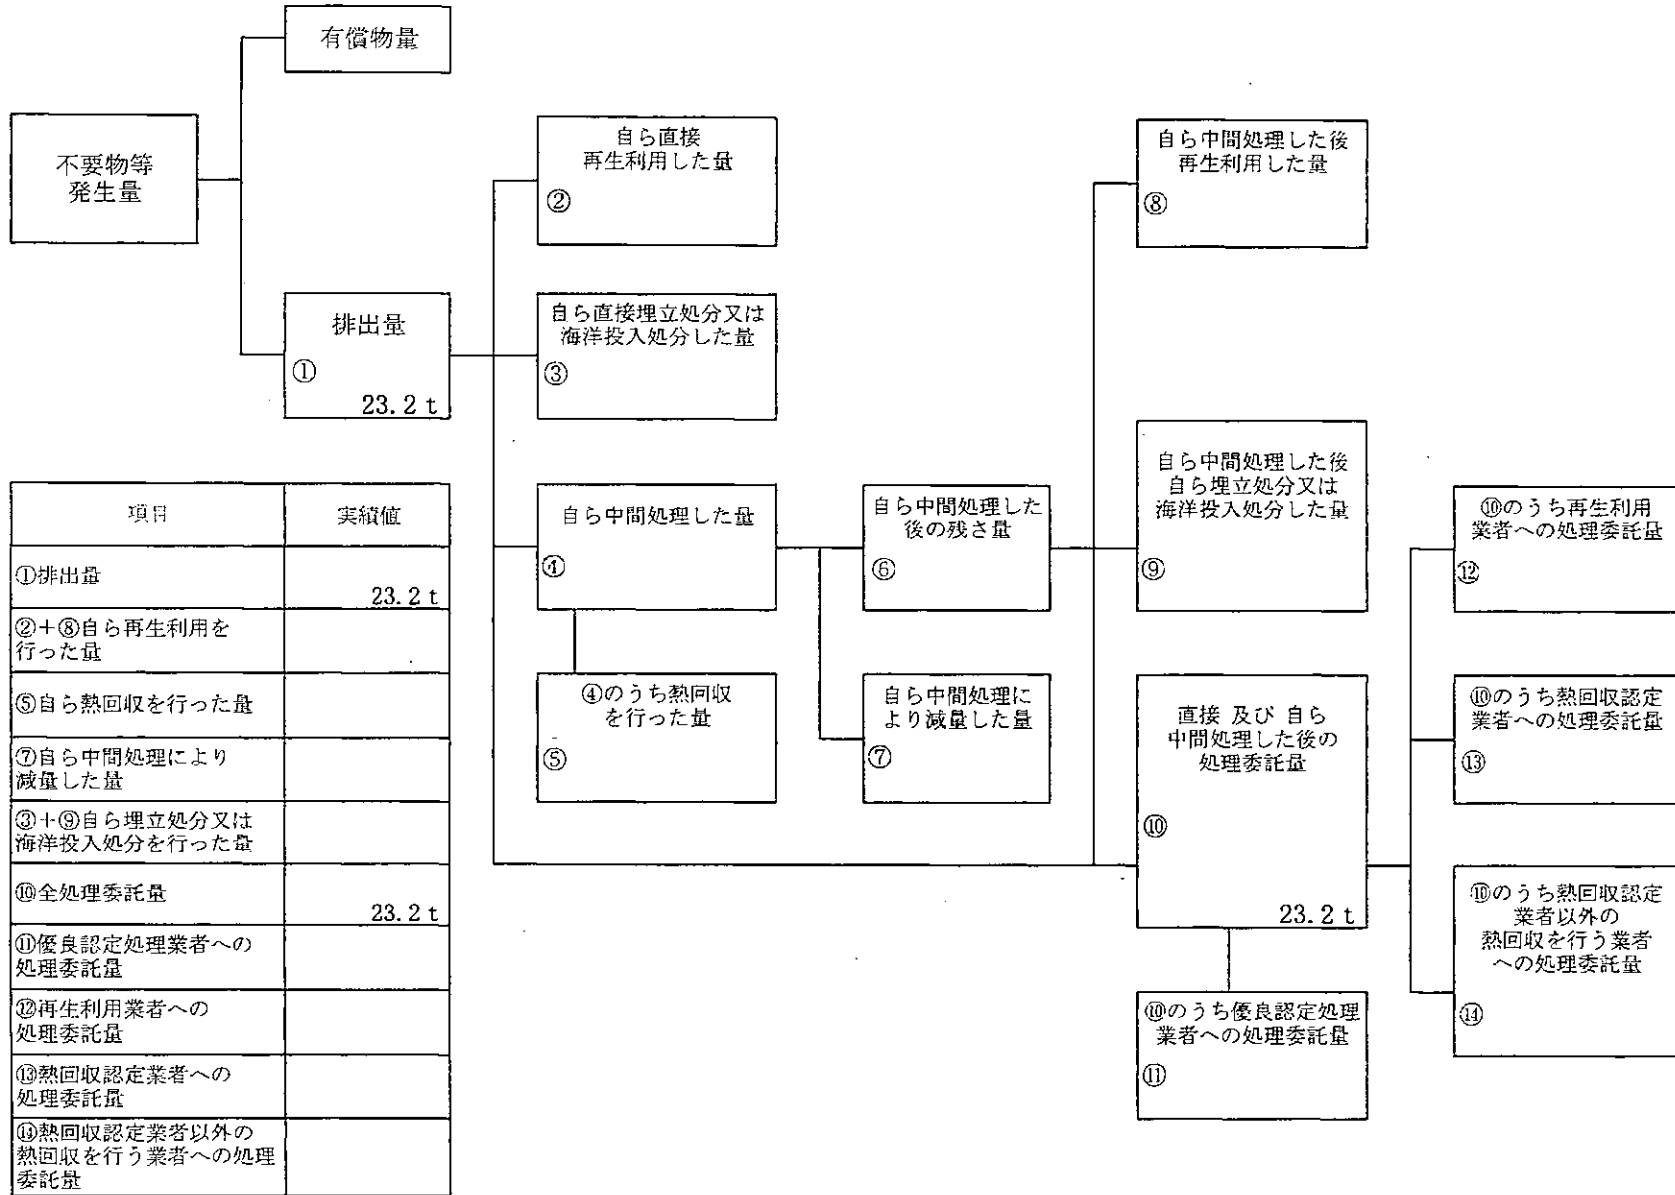 有償物量
不要物等
発生量
排出量
①
23.2 t
自ら直接
再生利用した量
②
自ら直接埋立処分又は
海洋投入処分した量
③
自ら中間処理した量
④
④のうち熱回収
を行った量
⑤
自ら中間処理した
後の残さ量
⑥
自ら中間処理に
より減量した量
⑦
自ら中間処理した後
再生利用した量
⑧
自ら中間処理した後
自ら埋立処分又は
海洋投入処分した量
⑨
直接 及び 自ら
中間処理した後の
処理委託量
⑩
23.2 t
⑩のうち優良認定処理
業者への処理委託量
⑪
⑩のうち再生利用
業者への処理委託量
⑫
⑩のうち熱回収認定
業者への処理委託量
⑬
⑩のうち熱回収認定
業者以外の
熱回収を行う業者
への処理委託量
⑭
項目 実績値
①排出量
23.2 t
②+⑧自ら再生利用を
行った量
⑤自ら熱回収を行った量
⑦自ら中間処理により
減量した量
③+⑨自ら埋立処分又は
海洋投入処分を行った量
⑩全処理委託量
23.2 t
⑪優良認定処理業者への
処理委託量
⑫再生利用業者への
処理委託量
⑬熱回収認定業者への
処理委託量
⑭熱回収認定業者以外の
熱回収を行う業者への処理
委託量